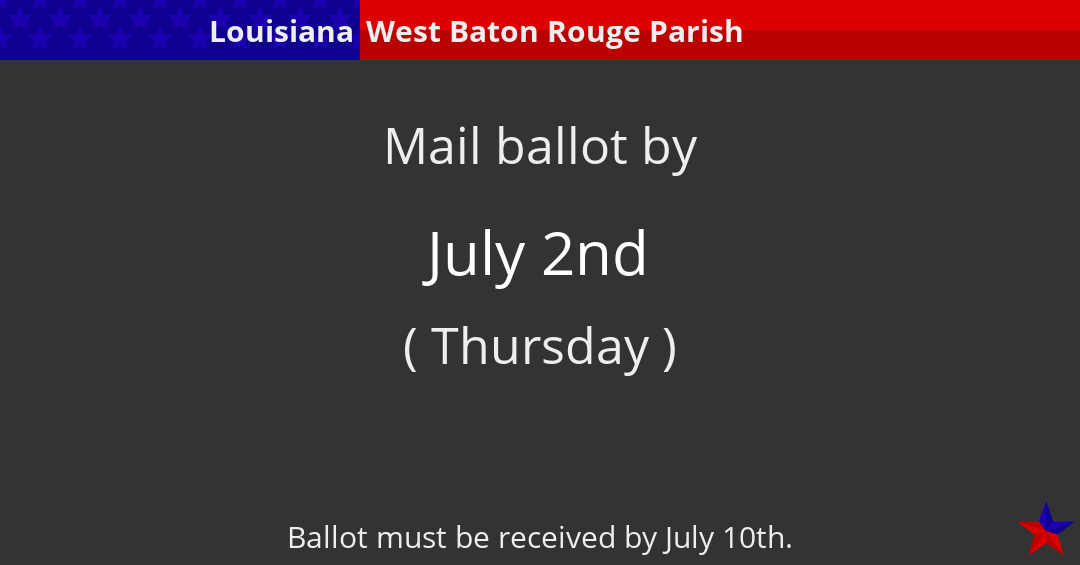 Louisiana West Baton Rouge Parish
Mail ballot by
July 2nd
( Thursday )
Ballot must be received by July 10th.